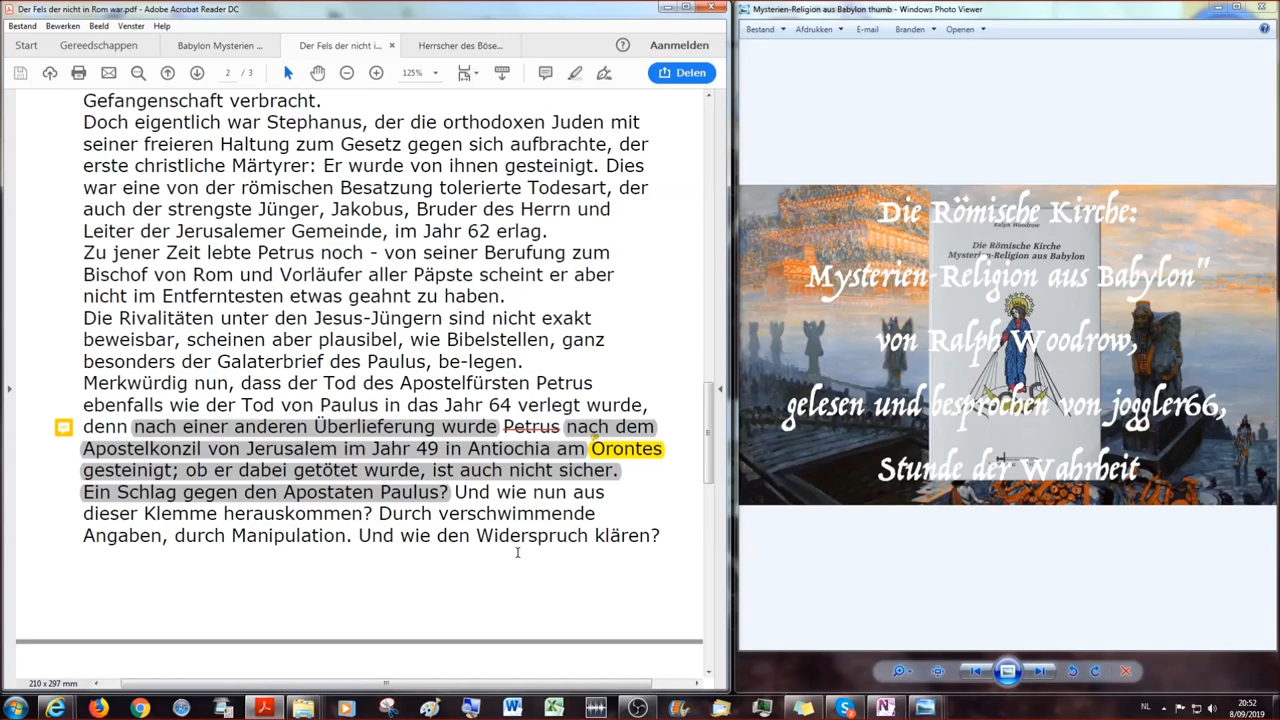 Der Fels der nicht in Rom war.pdf - Adobe Acrobat Reader DC
Bestand Bewerken Beeld Venster Help
Start Gereedschappen Babylon Mysterien ... Der Fels der nicht i... × Herrscher des Böse... Aanmelden
2 / 3 125% Delen
Gefangenschaft verbracht.
Doch eigentlich war Stephanus, der die orthodoxen Juden mit
seiner freieren Haltung zum Gesetz gegen sich aufbrachte, der
erste christliche Märtyrer: Er wurde von ihnen gesteinigt. Dies
war eine von der römischen Besatzung tolerierte Todesart, der
auch der strengste Jünger, Jakobus, Bruder des Herrn und
Leiter der Jerusalemer Gemeinde, im Jahr 62 erlag.
Zu jener Zeit lebte Petrus noch - von seiner Berufung zum
Bischof von Rom und Vorläufer aller Päpste scheint er aber
nicht im Entferntesten etwas geahnt zu haben.
Die Rivalitäten unter den Jesus-Jüngern sind nicht exakt
beweisbar, scheinen aber plausibel, wie Bibelstellen, ganz
besonders der Galaterbrief des Paulus, be-legen.
Merkwürdig nun, dass der Tod des Apostelfürsten Petrus
ebenfalls wie der Tod von Paulus in das Jahr 64 verlegt wurde,
denn nach einer anderen Überlieferung wurde Petrus nach dem
Apostelkonzil von Jerusalem im Jahr 49 in Antiochia am Orontes
gesteinigt; ob er dabei getötet wurde, ist auch nicht sicher.
Ein Schlag gegen den Apostaten Paulus? Und wie nun aus
dieser Klemme herauskommen? Durch verschwimmende
Angaben, durch Manipulation. Und wie den Widerspruch klären?
210 x 297 mm
Mysterien-Religion aus Babylon thumb - Windows Photo Viewer
Bestand Afdrukken E-mail Branden Openen
Die Römische Kirche:
Ralph Woodrow
Die Römische Kirche
Mysterien-Religion aus Babylon
Mysterien-Religion aus Babylon"
von Ralph Woodrow,
gelesen und besprochen von joggler66,
Stunde der Wahrheit
NL 20:52
8/09/2019